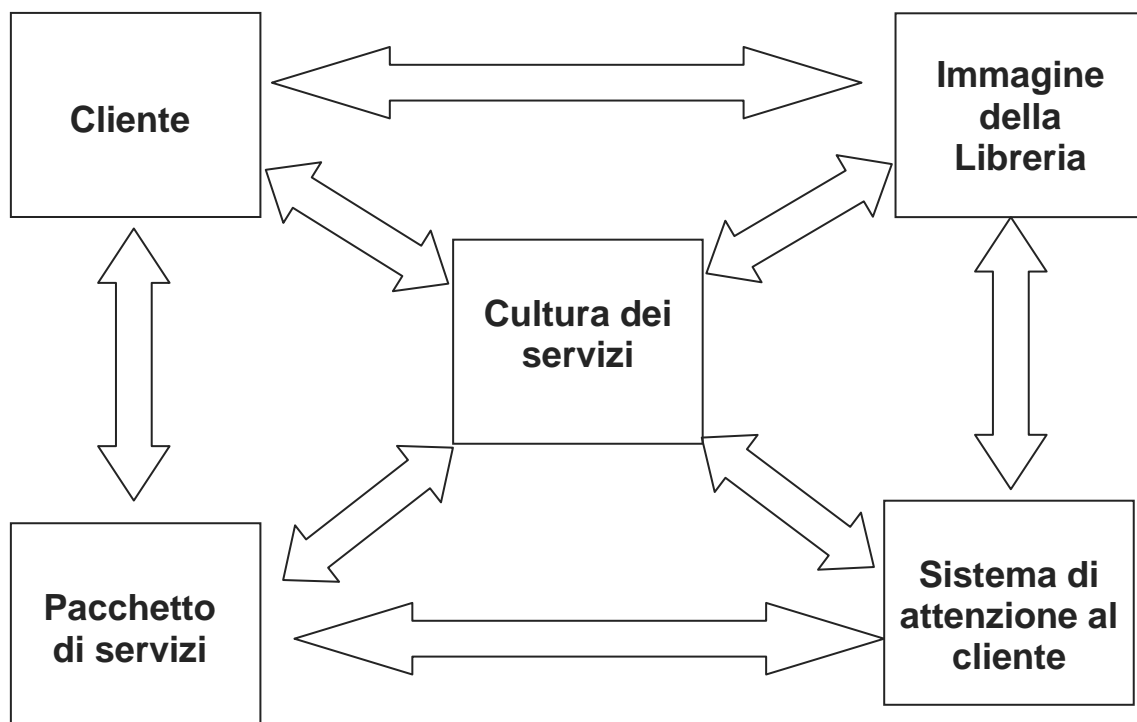 Cliente
Immagine
della
Libreria
Cultura dei
servizi
Pacchetto
di servizi
Sistema di
attenzione al
cliente